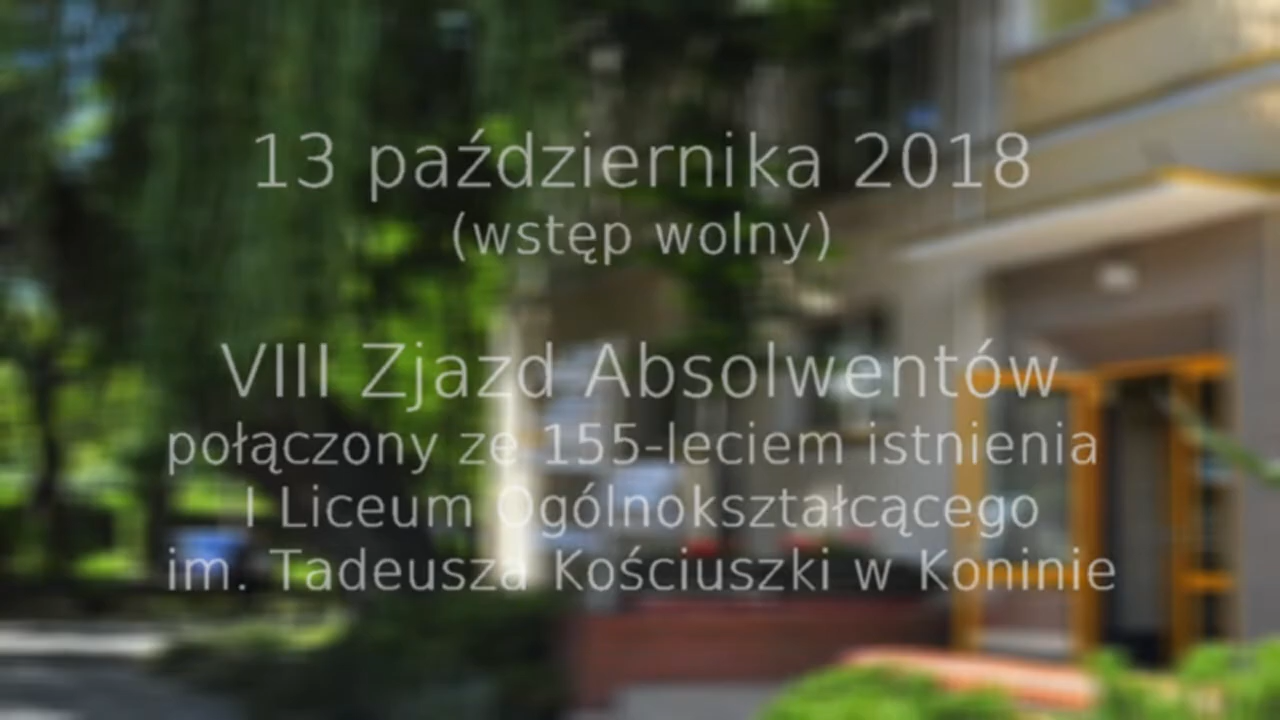 13 października 2018
(wstęp wolny)
VIII Zjazd Absolwentów
połączony ze 155-leciem istnienia
I Liceum Ogólnokształcącego
im. Tadeusza Kościuszki w Koninie